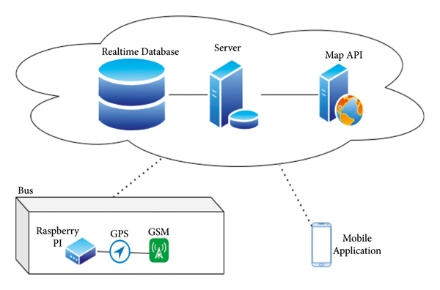 Realtime Database
Server
Map API
Bus
Raspberry
PI
GPS
GSM
Mobile
Application